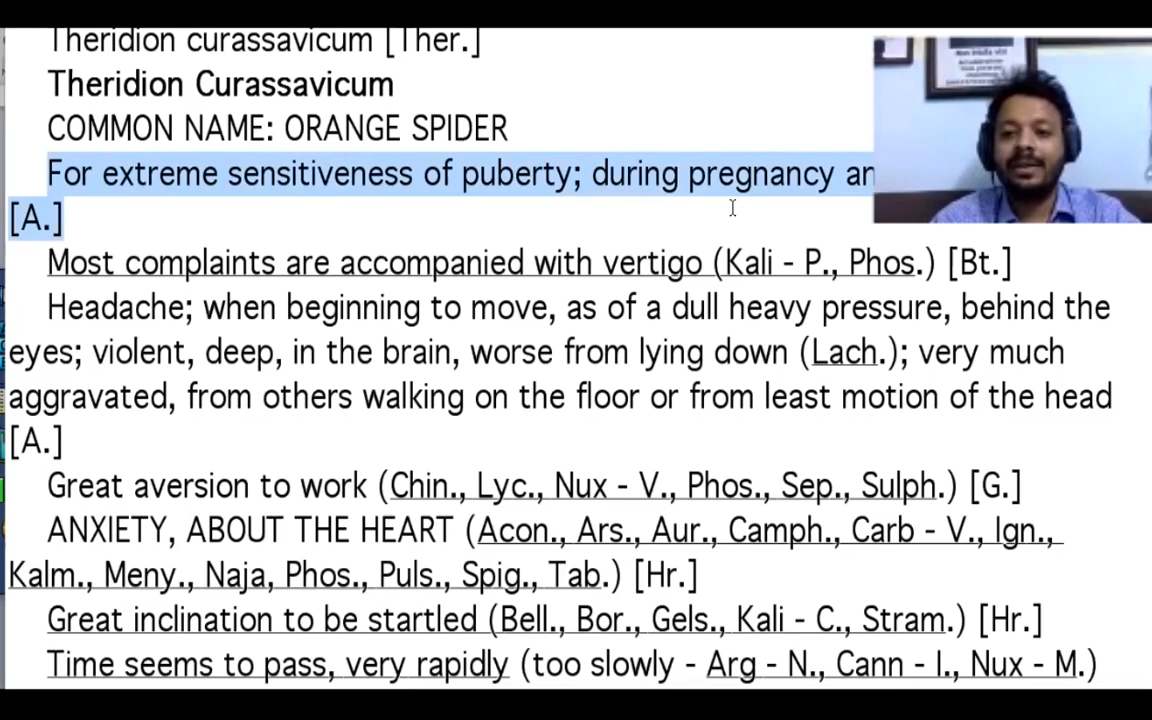 Theridion curassavicum [Ther.]
Theridion Curassavicum
COMMON NAME: ORANGE SPIDER
For extreme sensitiveness of puberty; during pregnancy
[A.]
Most complaints are accompanied with vertigo (Kali - P., Phos.) [Bt.]
Headache; when beginning to move, as of a dull heavy pressure, behind the
eyes; violent, deep, in the brain, worse from lying down (Lach.); very much
aggravated, from others walking on the floor or from least motion of the head
[A.]
Great aversion to work (Chin., Lyc., Nux - V., Phos., Sep., Sulph.) [G.]
ANXIETY, ABOUT THE HEART (Acon., Ars., Aur., Camph., Carb - V., Ign.,
Kalm., Meny., Naja, Phos., Puls., Spig., Tab.) [Hr.]
Great inclination to be startled (Bell., Bor., Gels., Kali - C., Stram.) [Hr.]
Time seems to pass, very rapidly (too slowly - Arg - N., Cann - I., Nux - M.)